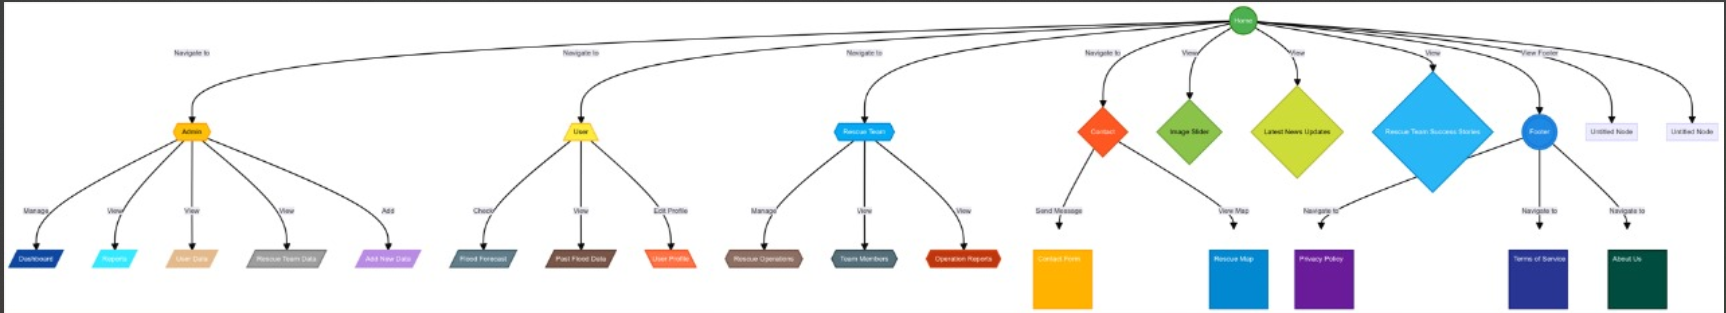 Home
Navigate to
Navigate to
Navigate to
Navigate to
View
View
View
View Footer
Admin
User
Rescue Team
Contact
Image Slider
Latest News Updates
Rescue Team Success Stories
Footer
Untitled Node
Untitled Node
Manage
View
View
View
Add
Check
View
Edit Profile
Manage
View
View
Send Message
View Map
Navigate to
Navigate to
Navigate to
Dashboard
Reports
User Data
Rescue Team Data
Add New Data
Flood Forecast
Past Flood Data
User Profile
Rescue Operations
Team Members
Operation Reports
Contact Form
Rescue Map
Privacy Policy
Terms of Service
About Us